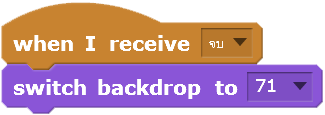 when I receive จบ
switch backdrop to 71